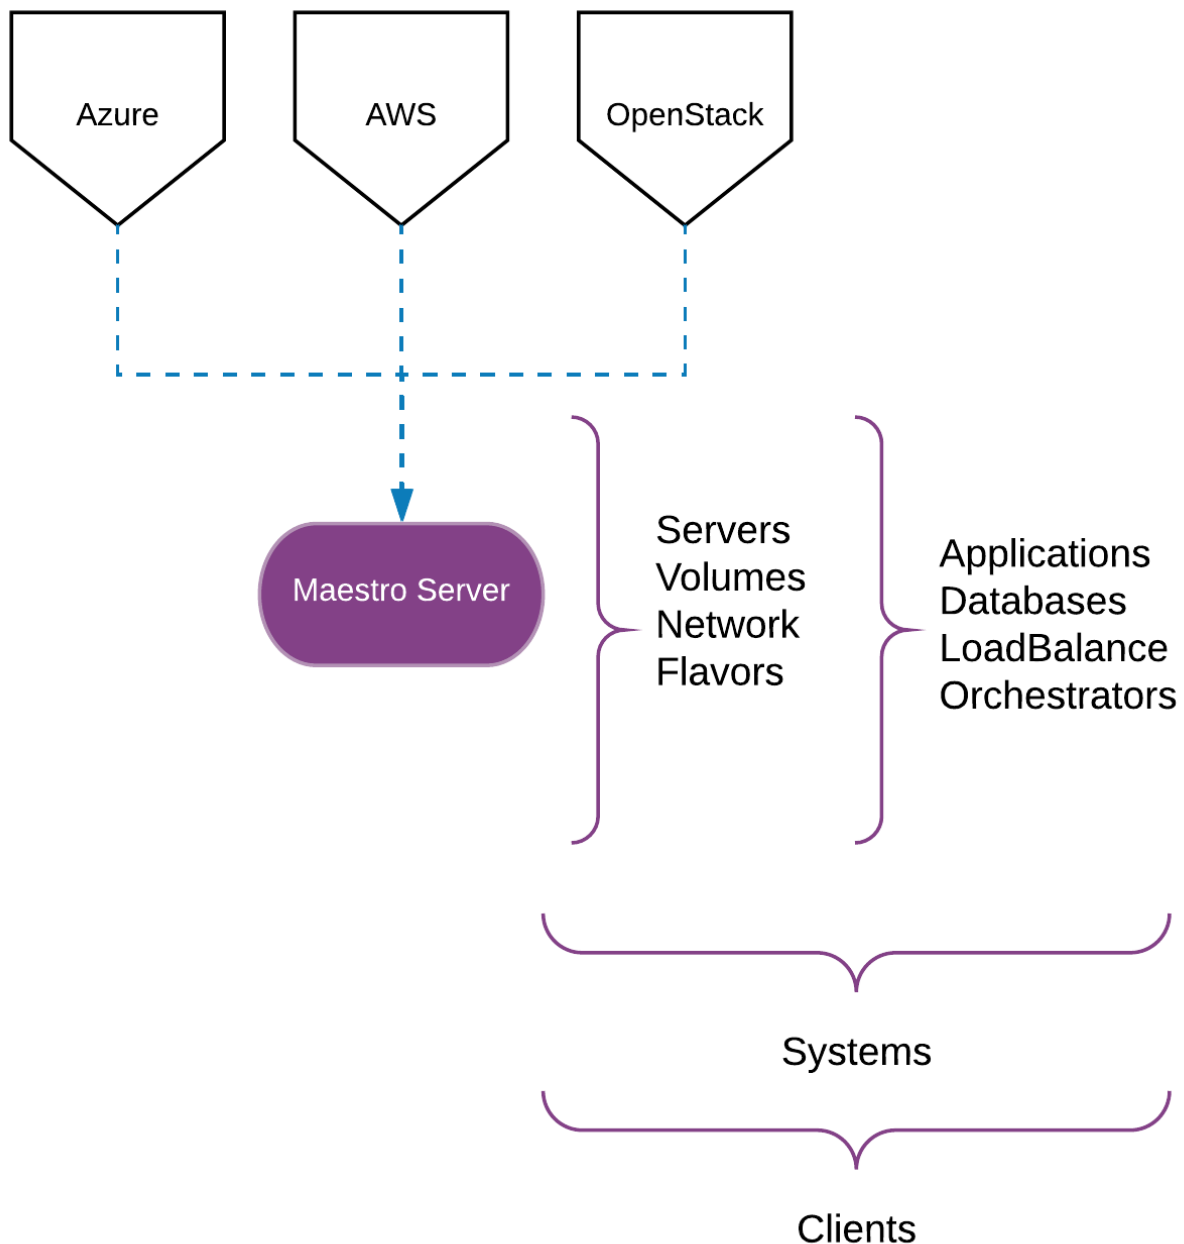 Azure
AWS
OpenStack
Maestro Server
Servers
Volumes
Network
Flavors
Applications
Databases
LoadBalance
Orchestrators
Systems
Clients